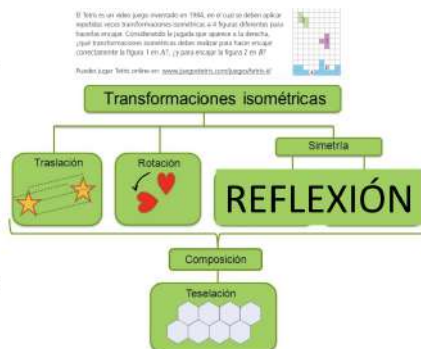 El Tetris es un video juego inventado en 1984, en el cual se deben aplicar
repetidas veces transformaciones isométricas a 4 figuras diferentes para
hacerlas encajar. Considerando la jugada que aparece a la derecha,
¿qué transformaciones isométricas deben realizar para hacer encajar
correctamente la figura 1 en A?, ¿y para encajar la figura 2 en B?
Puedes jugar Tetris online en:
Transformaciones isométricas
Traslación
Rotación
Simetría
REFLEXIÓN
Composición
Teselación